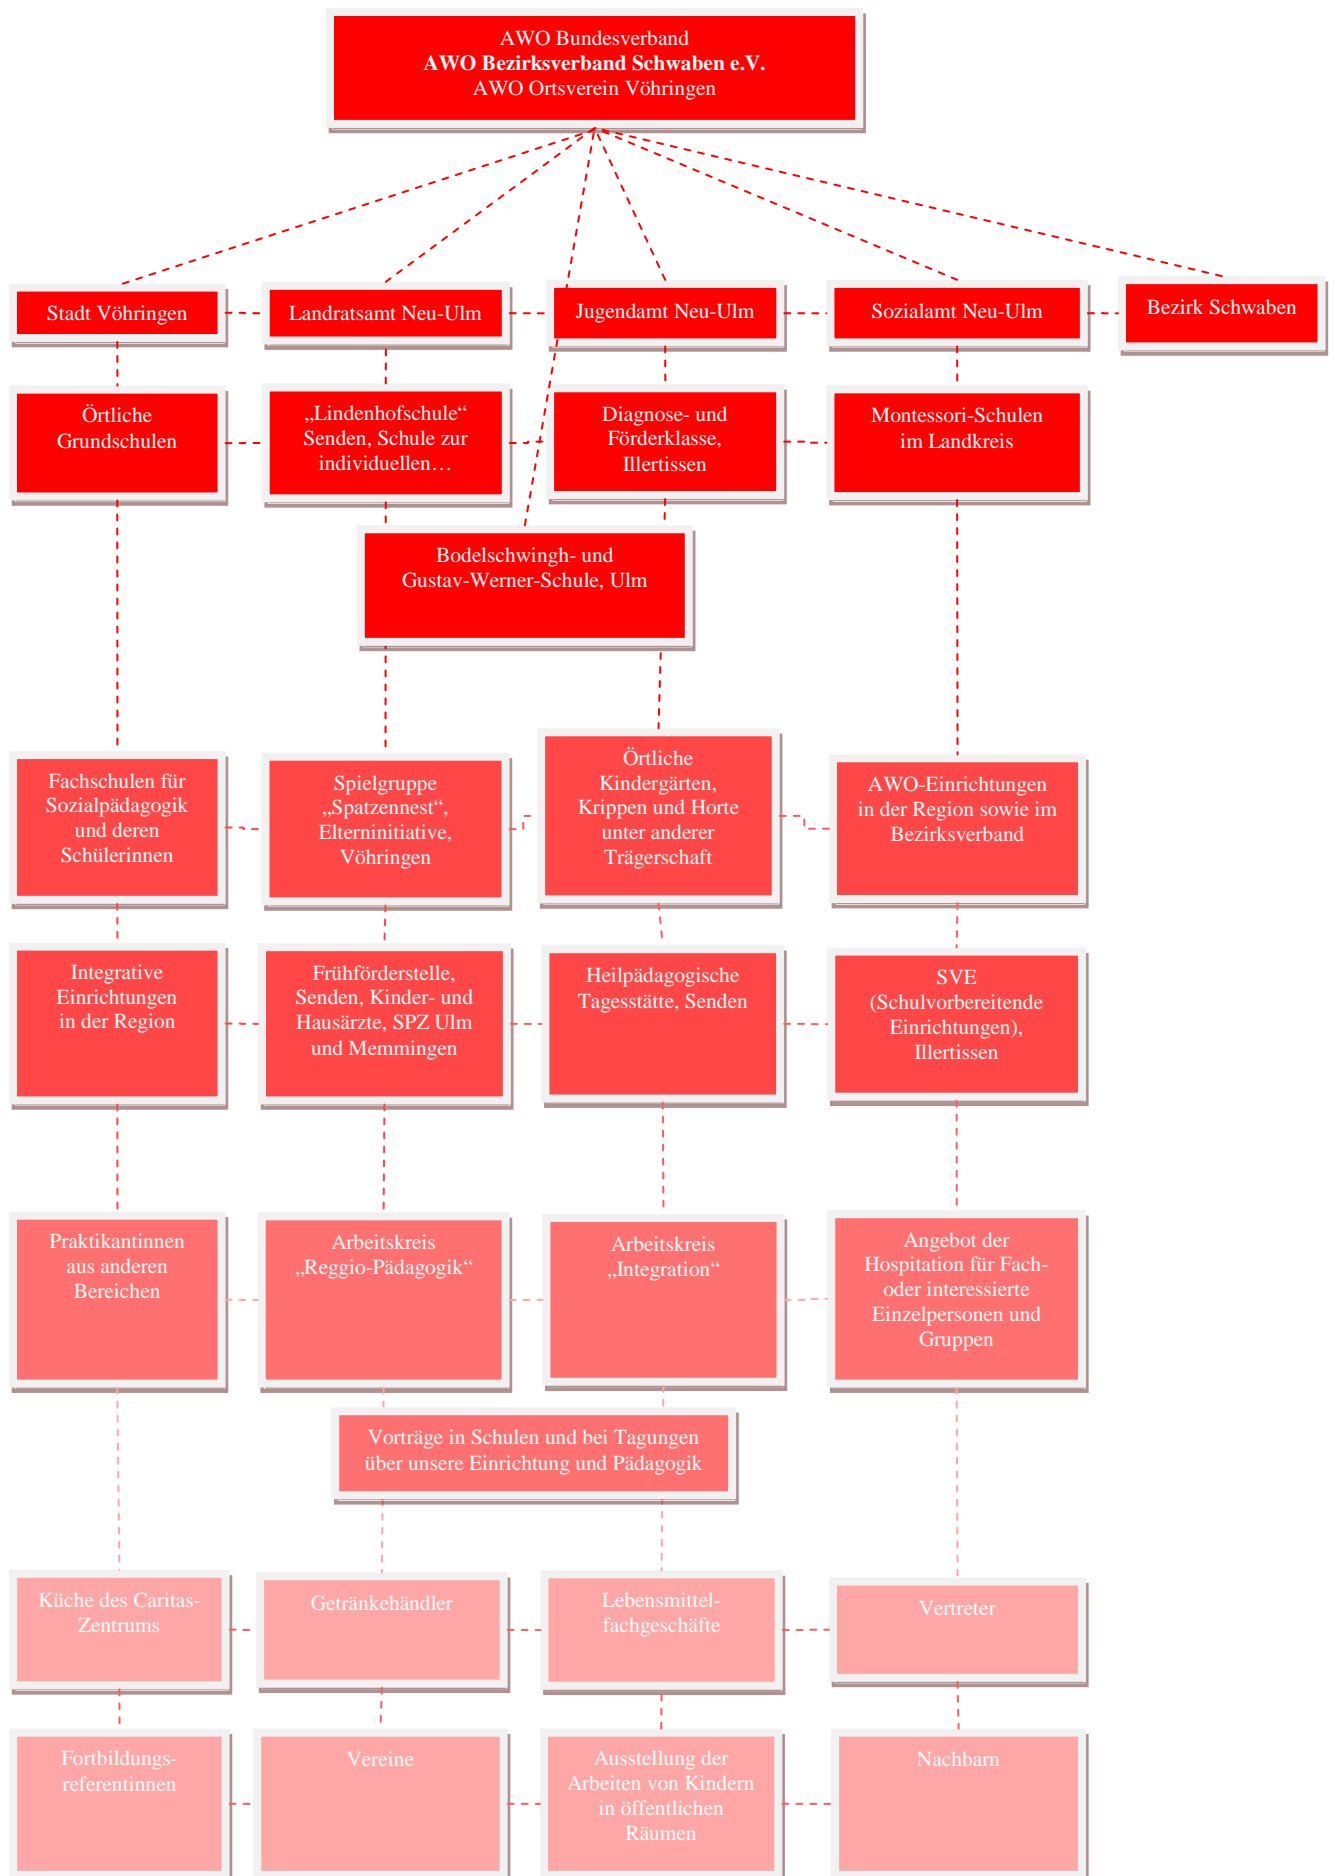 AWO Bundesverband
AWO Bezirksverband Schwaben e.V.
AWO Ortsverein Vöhringen
Stadt Vöhringen
Landratsamt Neu-Ulm
Jugendamt Neu-Ulm
Sozialamt Neu-Ulm
Bezirk Schwaben
Örtliche
Grundschulen
„Lindenhofschule“
Senden, Schule zur
individuellen…
Diagnose- und
Förderklasse,
Illertissen
Montessori-Schulen
im Landkreis
Bodelschwingh- und
Gustav-Werner-Schule, Ulm
Fachschulen für
Sozialpädagogik
und deren
Schülerinnen
Spielgruppe
„Spatzennest“,
Elterninitiative,
Vöhringen
Örtliche
Kindergärten,
Krippen und Horte
unter anderer
Trägerschaft
AWO-Einrichtungen
in der Region sowie im
Bezirksverband
Integrative
Einrichtungen
in der Region
Frühförderstelle,
Senden, Kinder- und
Hausärzte, SPZ Ulm
und Memmingen
Heilpädagogische
Tagesstätte, Senden
SVE
(Schulvorbereitende
Einrichtungen),
Illertissen
Praktikantinnen
aus anderen
Bereichen
Arbeitskreis
„Reggio-Pädagogik“
Arbeitskreis
„Integration“
Angebot der
Hospitation für Fach-
oder interessierte
Einzelpersonen und
Gruppen
Vorträge in Schulen und bei Tagungen
über unsere Einrichtung und Pädagogik
Küche des Caritas-
Zentrums
Getränkehändler
Lebensmittel-
fachgeschäfte
Vertreter
Fortbildungs-
referentinnen
Vereine
Ausstellung der
Arbeiten von Kindern
in öffentlichen
Räumen
Nachbarn